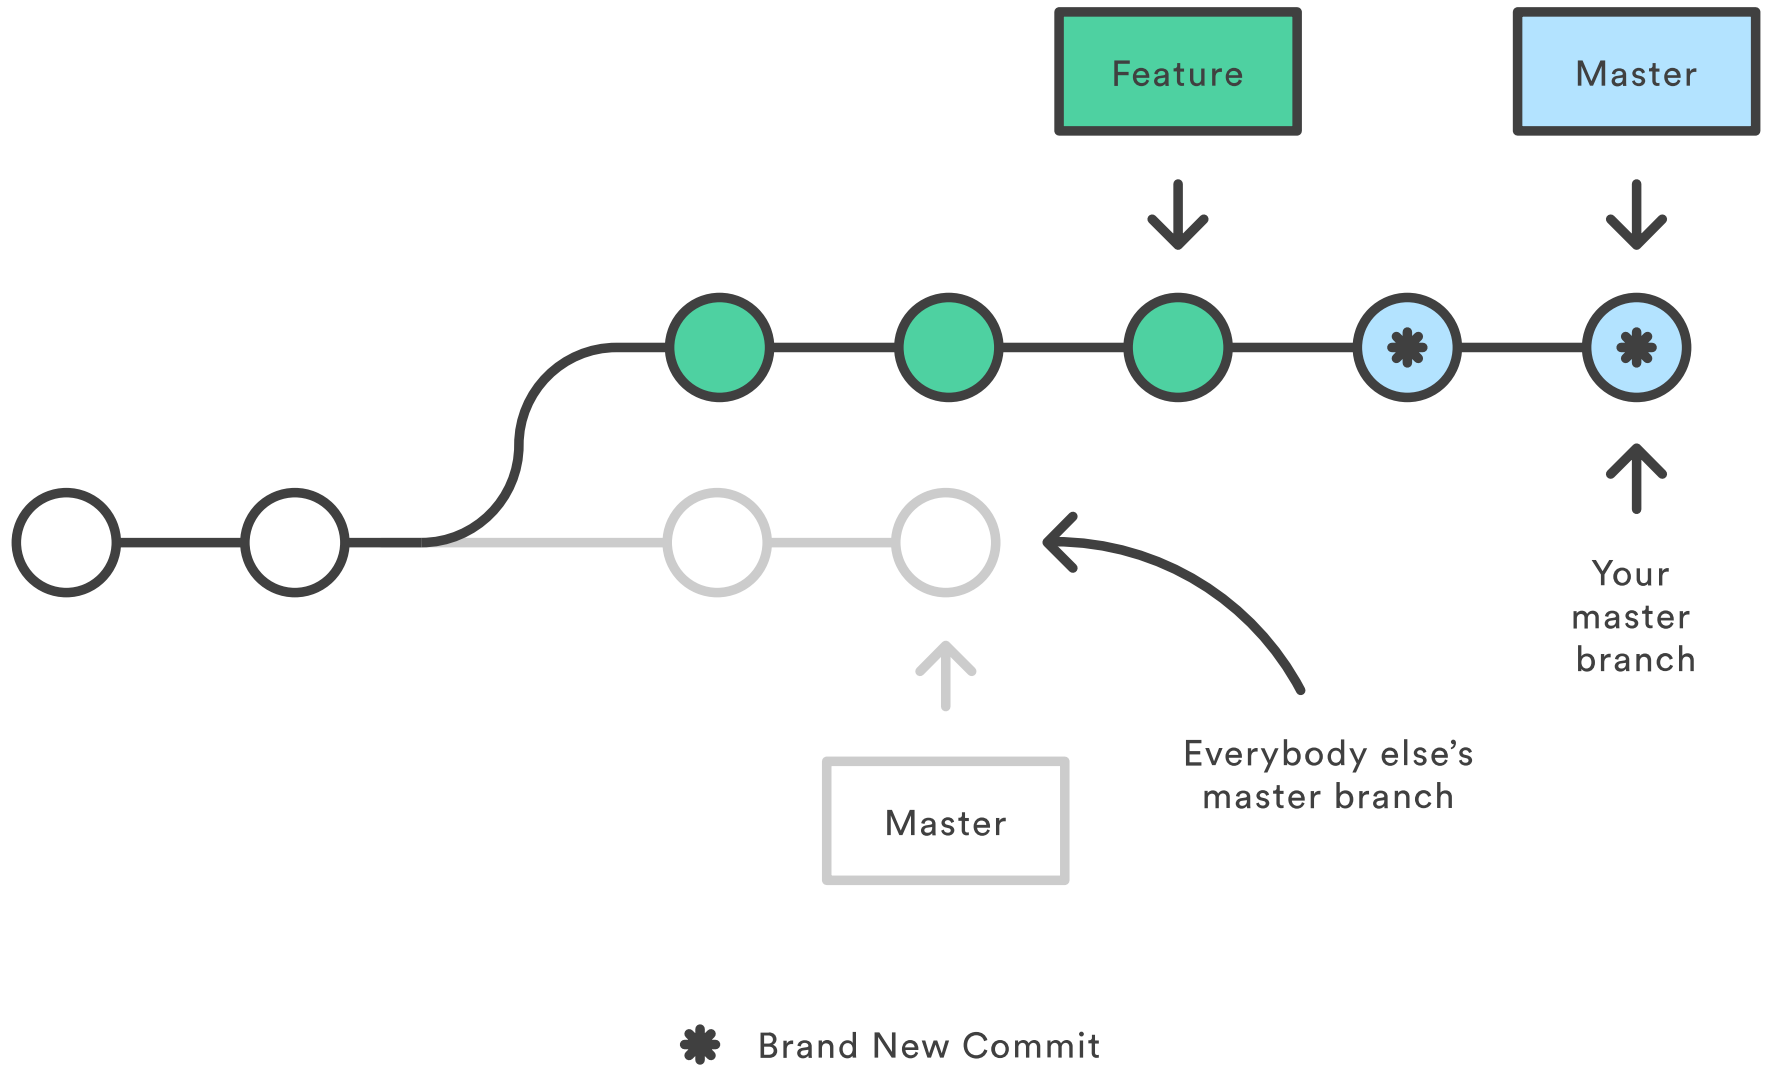 Feature
Master
Your
master
branch
Everybody else’s
master branch
Master
Brand New Commit